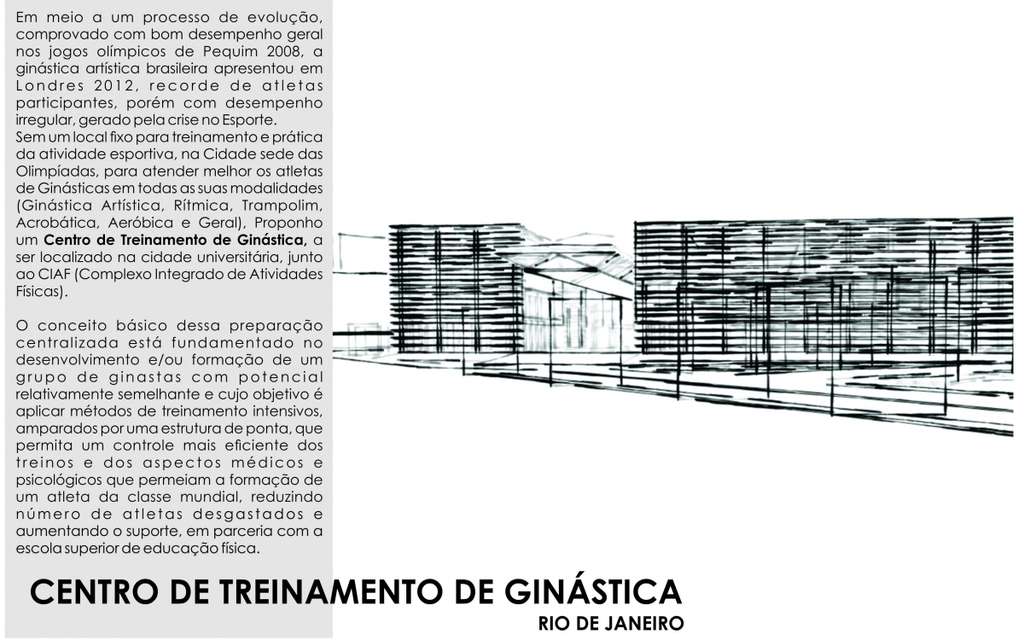 Em meio a um processo de evolução,
comprovado com bom desempenho geral
nos jogos olímpicos de Pequim 2008, a
ginástica artística brasileira apresentou em
Londres 2012, recorde de atletas
participantes, porém com desempenho
irregular, gerado pela crise no Esporte.
Sem um local fixo para treinamento e prática
da atividade esportiva, na Cidade sede das
Olimpíadas, para atender melhor os atletas
de Ginásticas em todas as suas modalidades
(Ginástica Artística, Rítmica, Trampolim,
Acrobática, Aeróbica e Geral), Proponho
um Centro de Treinamento de Ginástica, a
ser localizado na cidade universitária, junto
ao CIAF (Complexo Integrado de Atividades
Físicas).
O conceito básico dessa preparação
centralizada está fundamentado no
desenvolvimento e/ou formação de um
grupo de ginastas com potencial
relativamente semelhante e cujo objetivo é
aplicar métodos de treinamento intensivos,
amparados por uma estrutura de ponta, que
permita um controle mais eficiente dos
treinos e dos aspectos médicos e
psicológicos que permeiam a formação de
um atleta da classe mundial, reduzindo
número de atletas desgastados e
aumentando o suporte, em parceria com a
escola superior de educação física.
CENTRO DE TREINAMENTO DE GINÁSTICA
RIO DE JANEIRO